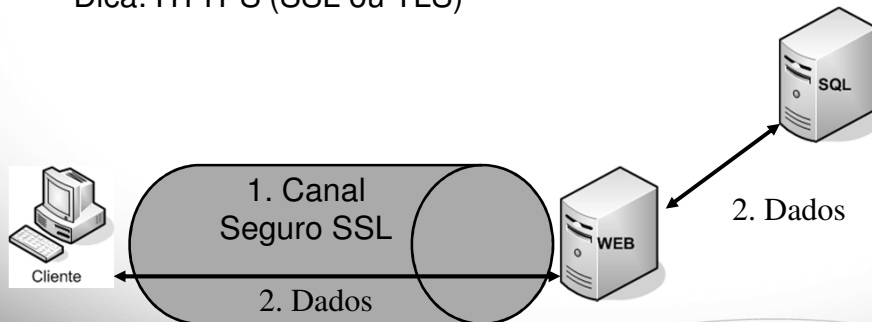 Dica: HTTPS (SSL ou TLS)
SQL
1. Canal
Seguro SSL
2. Dados
WEB
Cliente
2. Dados